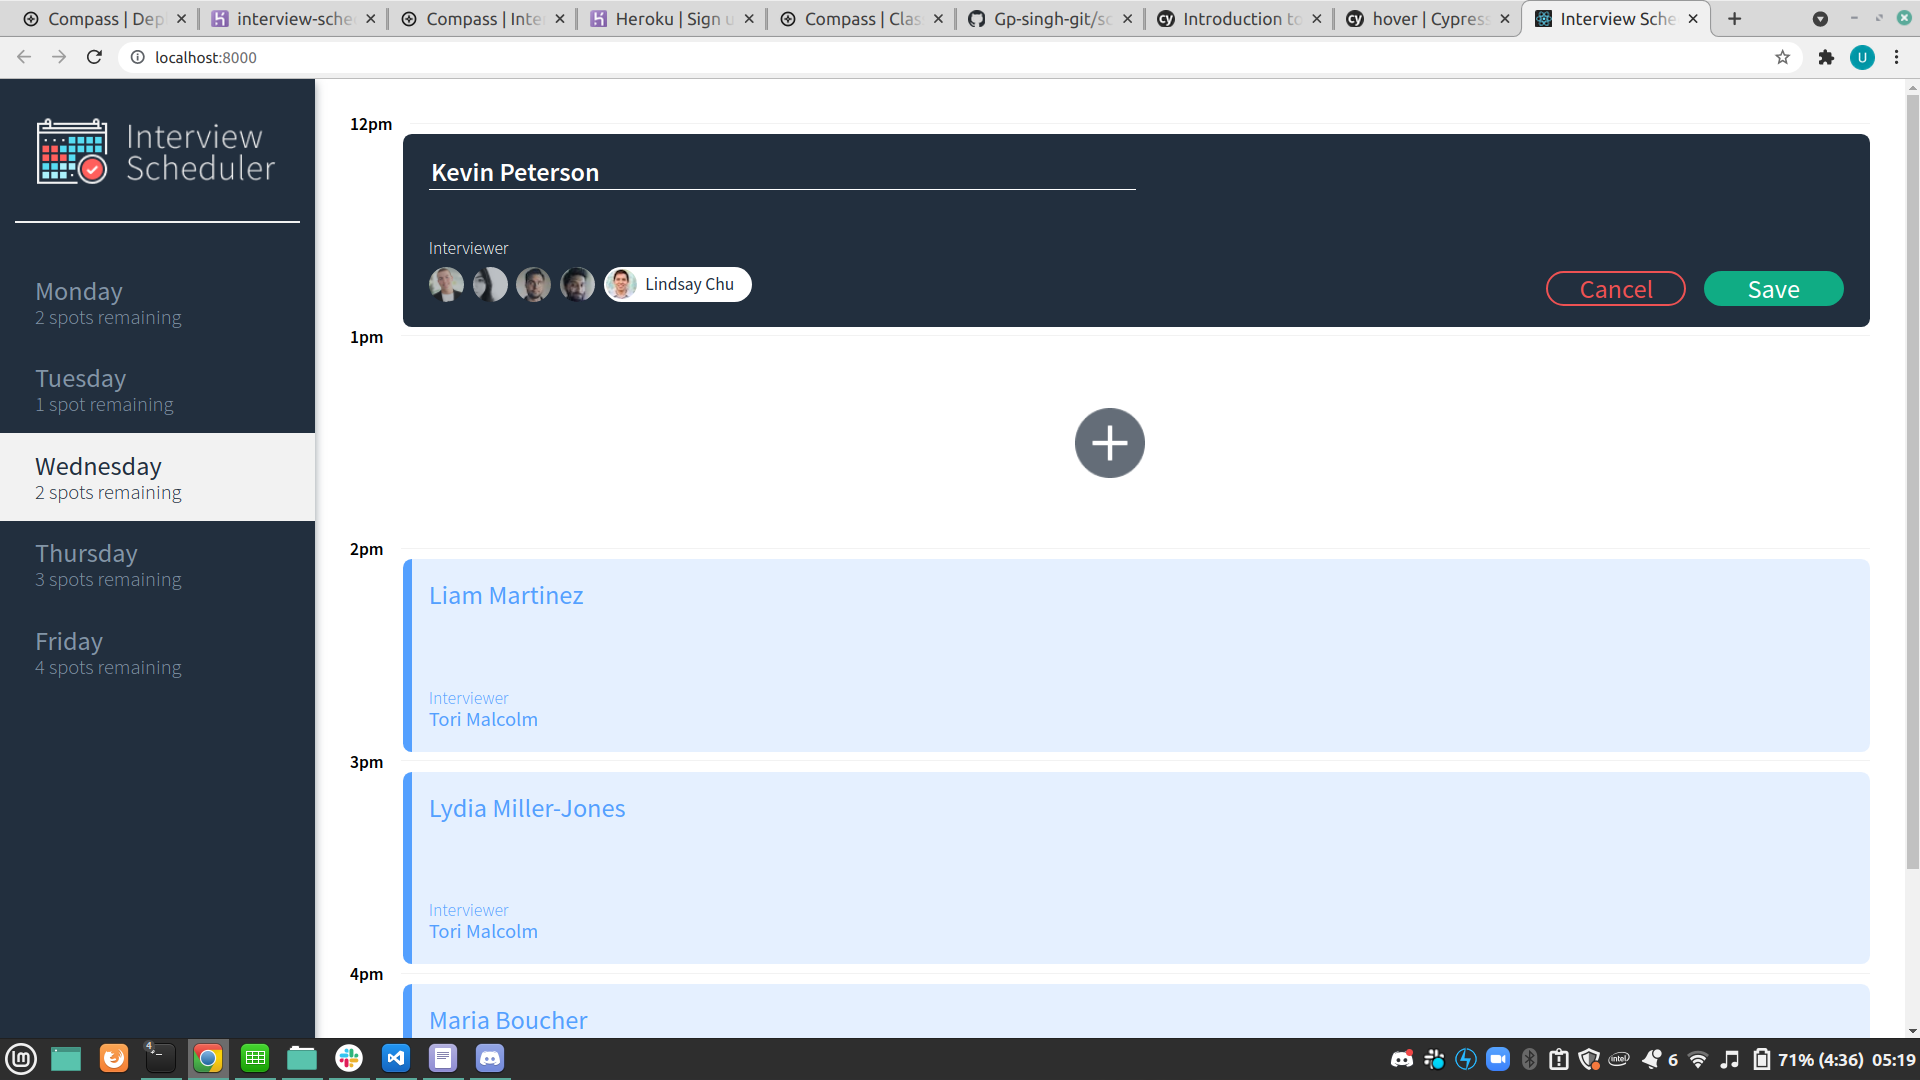 Compass | Dep
interview-sche
Compass | Inte
Heroku | Sign u
Compass | Clas
Gp-singh-git/sc
Introduction to
hover | Cypress
Interview Sche
localhost:8000
U
Interview
Scheduler
Monday
2 spots remaining
Tuesday
1 spot remaining
Wednesday
2 spots remaining
Thursday
3 spots remaining
Friday
4 spots remaining
12pm
Kevin Peterson
Interviewer
Lindsay Chu
Cancel
Save
1pm
2pm
Liam Martinez
Interviewer
Tori Malcolm
3pm
Lydia Miller-Jones
Interviewer
Tori Malcolm
4pm
Maria Boucher
4
intel
6
71% (4:36)
05:19